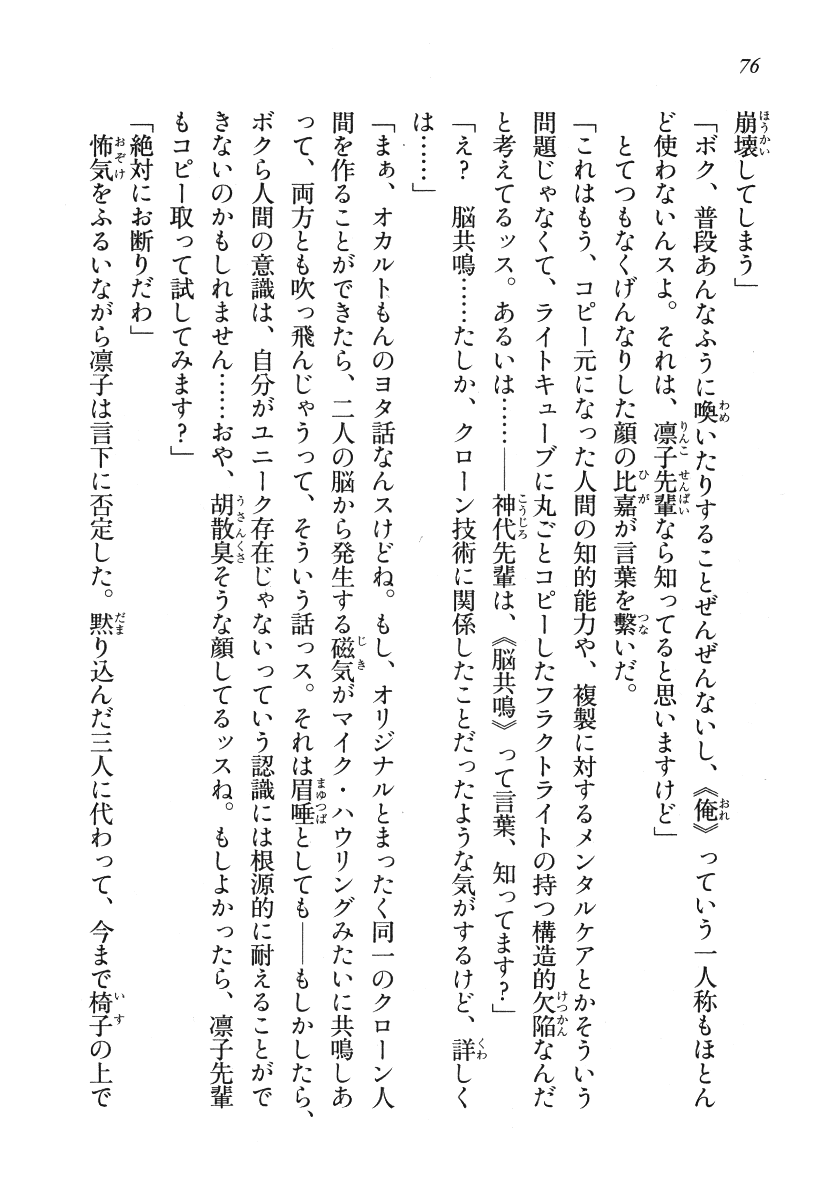 76
崩壊してしまう」
「ボク、普段あんなふうに喚いたりすることぜんぜんないし、《俺》っていう一人称もほとん
ど使わないんスよ。それは、凛子先輩なら知ってると思いますけど」
　とてつもなくげんなりした顔の比嘉が言葉を繋いだ。
「これはもう、コピー元になった人間の知的能力や、複製に対するメンタルケアとかそういう
問題じゃなくて、ライトキューブに丸ごとコピーしたフラクトライトの持つ構造的欠陥なんだ
と考えてるッス。あるいは……――神代先輩は、《脳共鳴》って言葉、知ってます？」
「え？　脳共鳴……たしか、クローン技術に関係したことだったような気がするけど、詳しく
は……」
「まぁ、オカルトもんのヨタ話なんスけどね。もし、オリジナルとまったく同一のクローン人
間を作ることができたら、二人の脳から発生する磁気がマイク・ハウリングみたいに共鳴しあ
って、両方とも吹っ飛んじゃうって、そういう話っス。それは眉唾としても――もしかしたら、
ボクら人間の意識は、自分がユニーク存在じゃないっていう認識には根源的に耐えることがで
きないのかもしれません……おや、胡散臭そうな顔してるッスね。もしよかったら、凛子先輩
もコピー取って試してみます？」
「絶対にお断りだわ」
　怖気をふるいながら凛子は言下に否定した。黙り込んだ三人に代わって、今まで椅子の上で